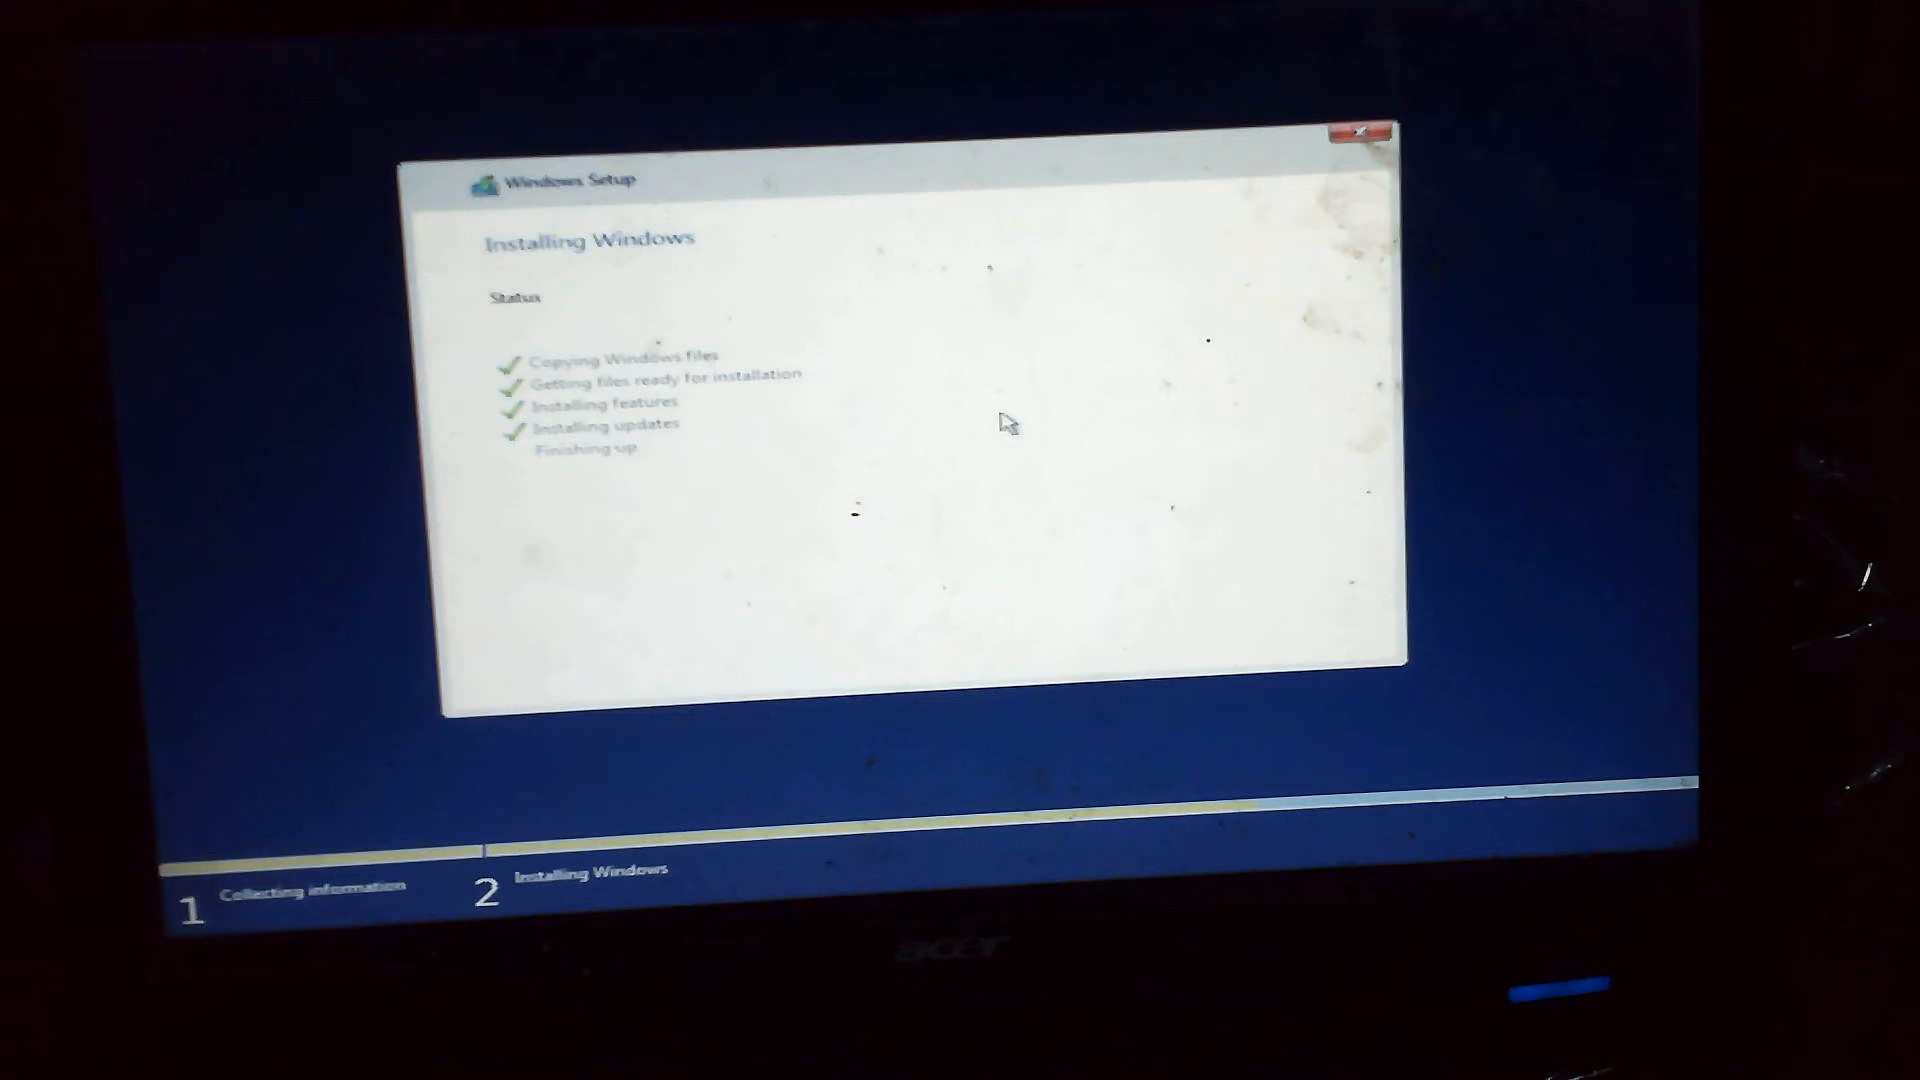 Windows Setup
Installing Windows
Status
Copying Windows files
Getting files ready for installation
Installing features
Installing updates
Finishing up
1 Collecting information
2 Installing Windows
acer